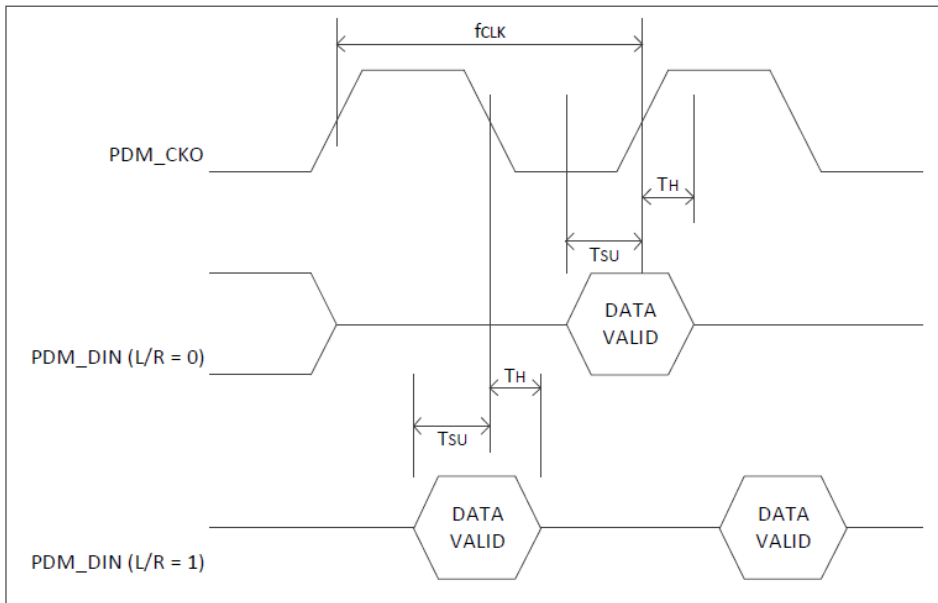 fCLK
PDM_CKO
TH
TSU
DATA
VALID
PDM_DIN (L/R = 0)
TH
TSU
DATA
VALID
DATA
VALID
PDM_DIN (L/R = 1)